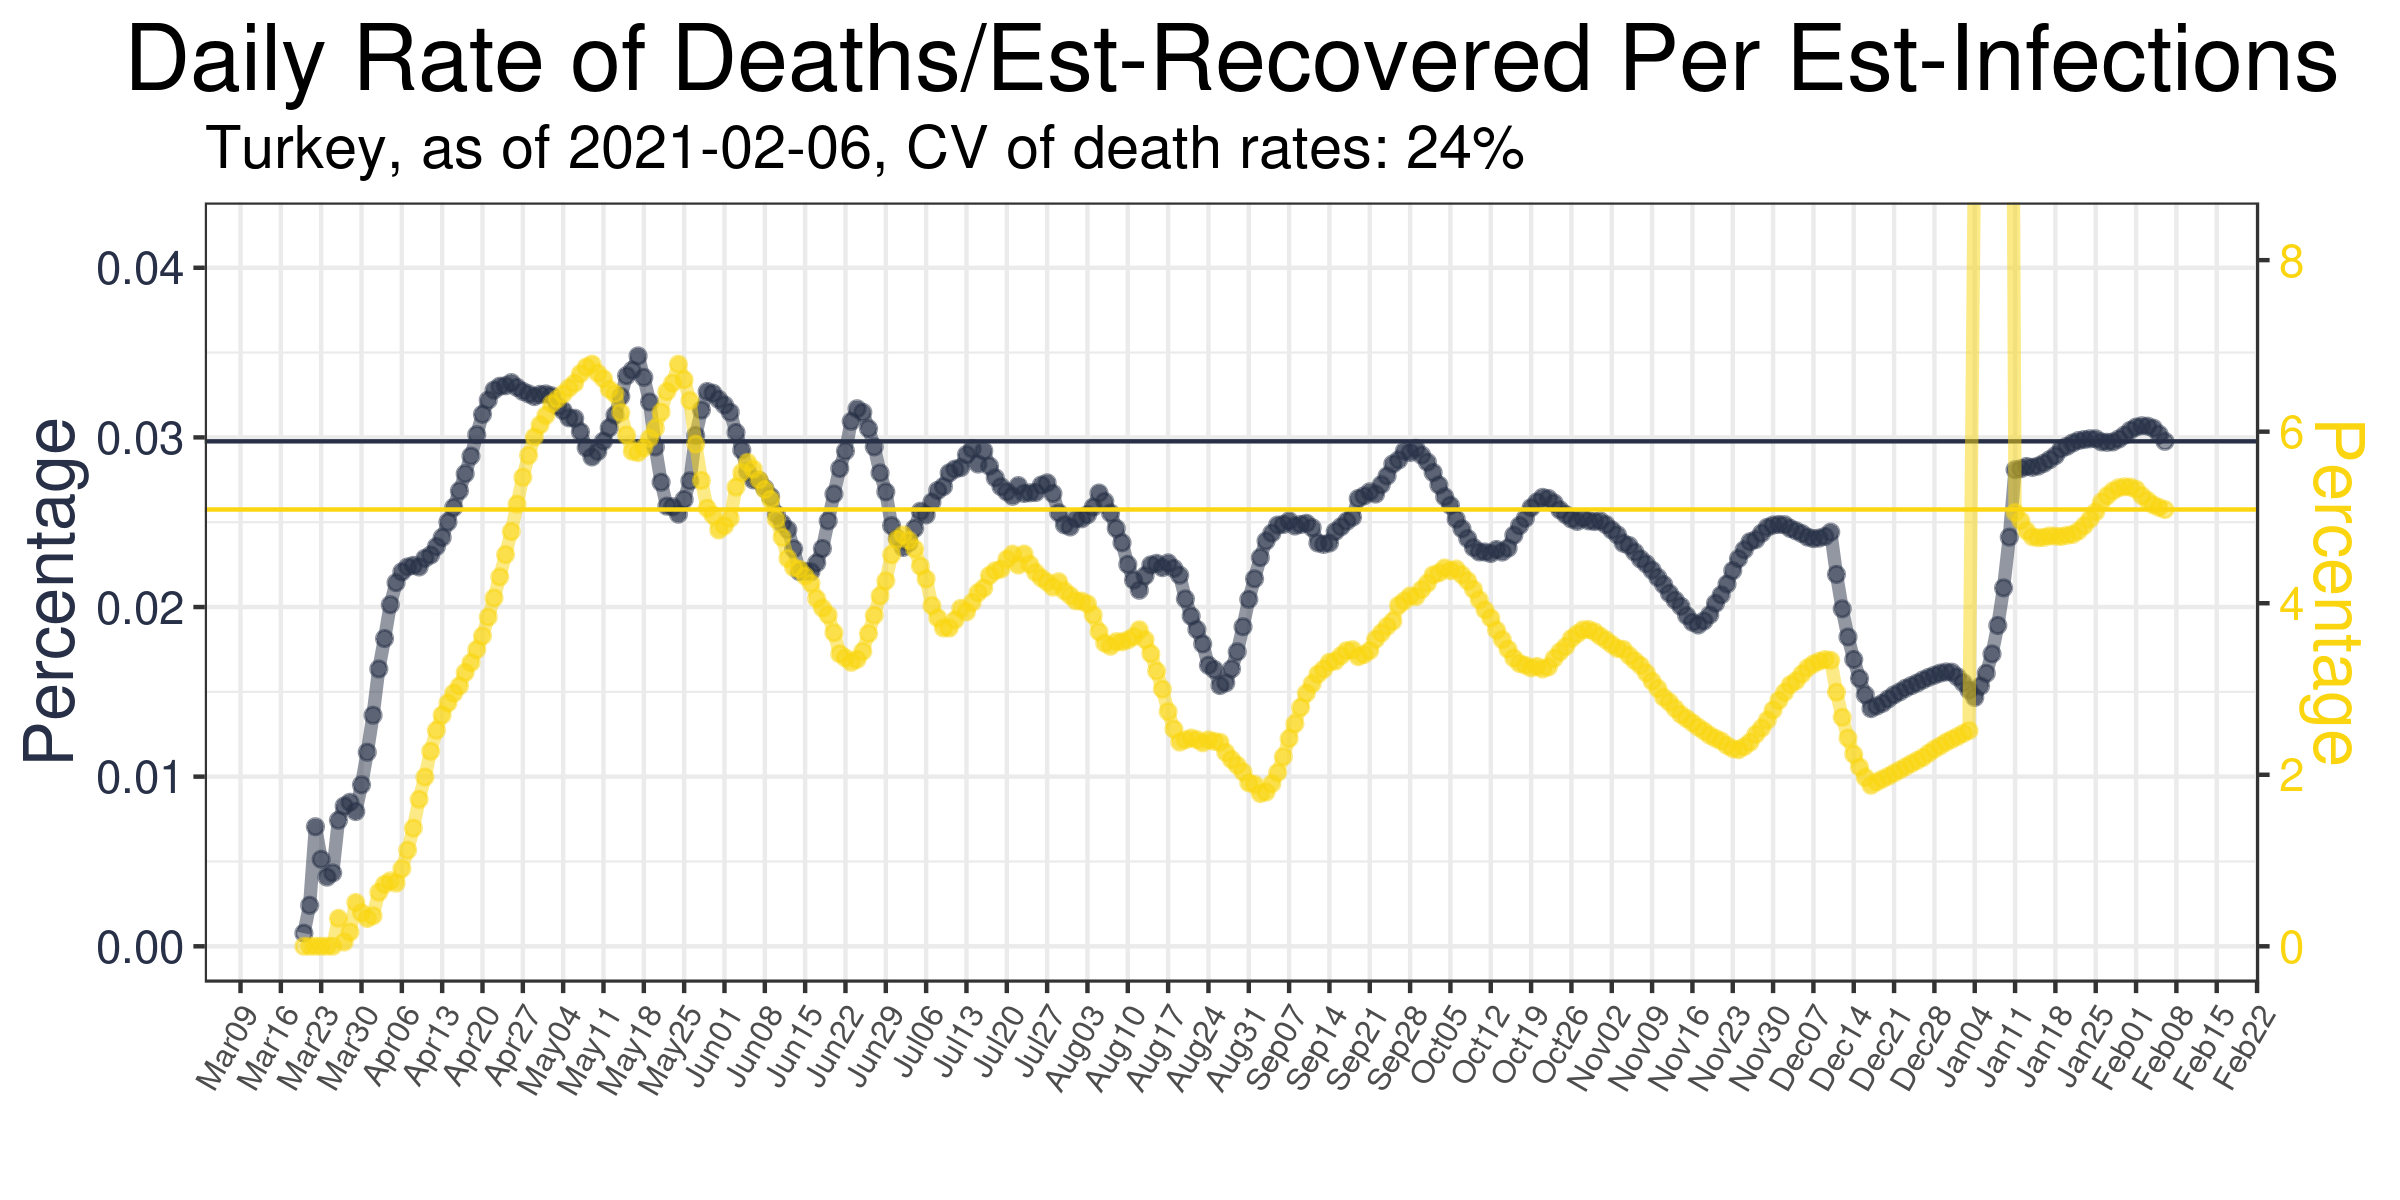 Daily Rate of Deaths/Est-Recovered Per Est-Infections
Turkey, as of 2021-02-06, CV of death rates: 24%
Percentage
0.04
0.03
0.02
0.01
0.00
8
6
4
2
0
Percentage
Mar09
Mar16
Mar23
Mar30
Apr06
Apr13
Apr20
Apr27
May04
May11
May18
May25
Jun01
Jun08
Jun15
Jun22
Jun29
Jul06
Jul13
Jul20
Jul27
Aug03
Aug10
Aug17
Aug24
Aug31
Sep07
Sep14
Sep21
Sep28
Oct05
Oct12
Oct19
Oct26
Nov02
Nov09
Nov16
Nov23
Nov30
Dec07
Dec14
Dec21
Dec28
Jan04
Jan11
Jan18
Jan25
Feb01
Feb08
Feb15
Feb22